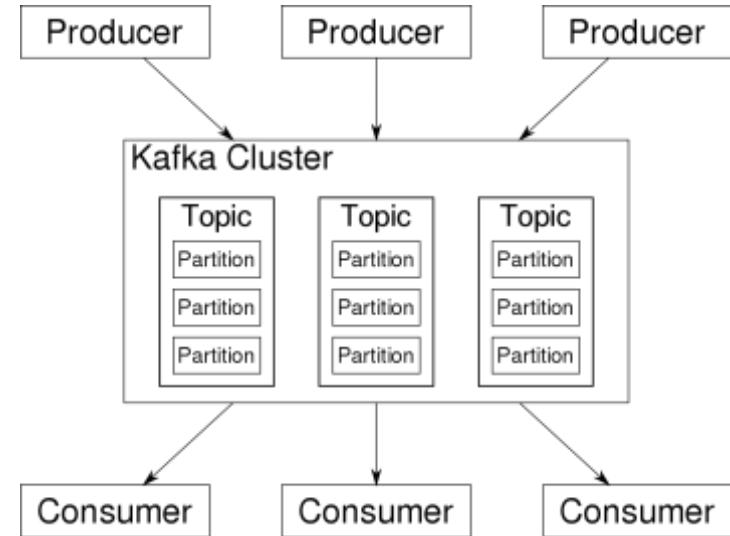 Producer Producer Producer
Kafka Cluster
Topic Topic Topic
Partition Partition Partition
Partition Partition Partition
Partition Partition Partition
Consumer Consumer Consumer